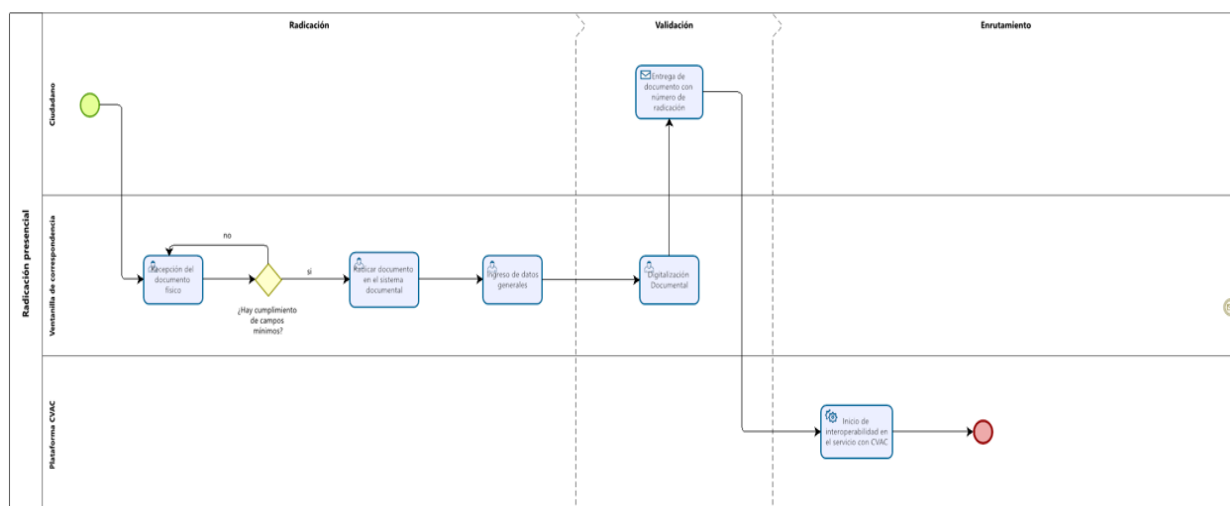 Radicación
Validación
Enrutamiento
Radicación presencial
Ciudadano
Entrega de
documento con
número de
radicación
Ventanilla de correspondencia
Recepción del
documento
físico
no
¿Hay cumplimiento
de campos
mínimos?
si
Radicar documento
en el sistema
documental
Ingreso de datos
generales
Digitalización
Documental
Plataforma CVAC
Inicio de
interoperabilidad en
el servicio con CVAC